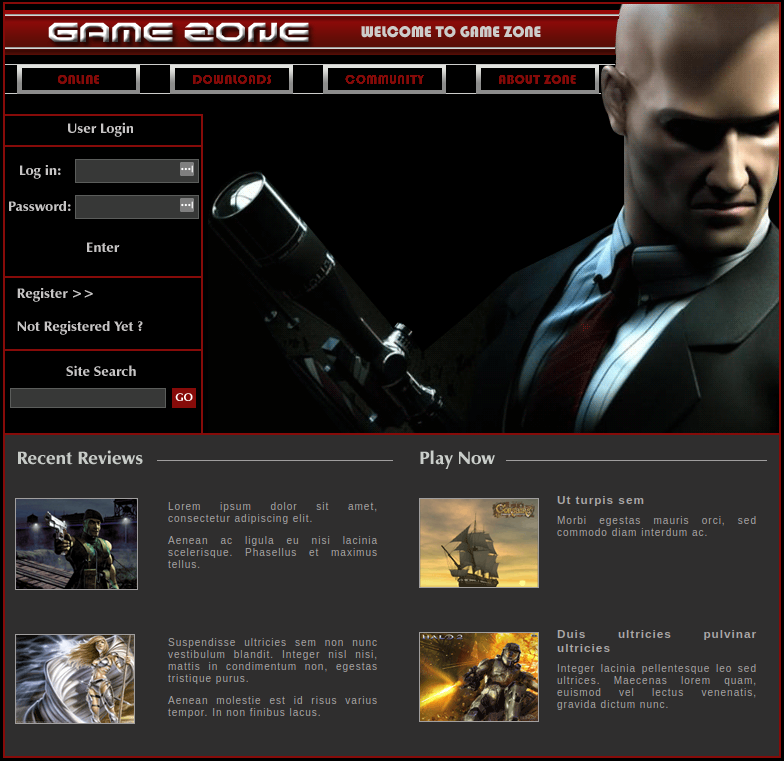 GAME ZONE
WELCOME TO GAME ZONE
ONLINE DOWNLOADS COMMUNITY ABOUT ZONE
User Login
Log in:
Password:
Enter
Register >>
Not Registered Yet ?
Site Search
GO
Recent Reviews
Lorem ipsum dolor sit amet,
consectetur adipiscing elit.
Aenean ac ligula eu nisi lacinia
scelerisque. Phasellus et maximus
tellus.
Suspendisse ultricies sem non nunc
vestibulum blandit. Integer nisl nisi,
mattis in condimentum non, egestas
tristique purus.
Aenean molestie est id risus varius
tempor. In non finibus lacus.
Play Now
Ut turpis sem
Morbi egestas mauris orci, sed
commodo diam interdum ac.
HALO 2
Duis ultricies pulvinar
ultricies
Integer lacinia pellentesque leo sed
ultrices. Maecenas lorem quam,
euismod vel lectus venenatis,
gravida dictum nunc.